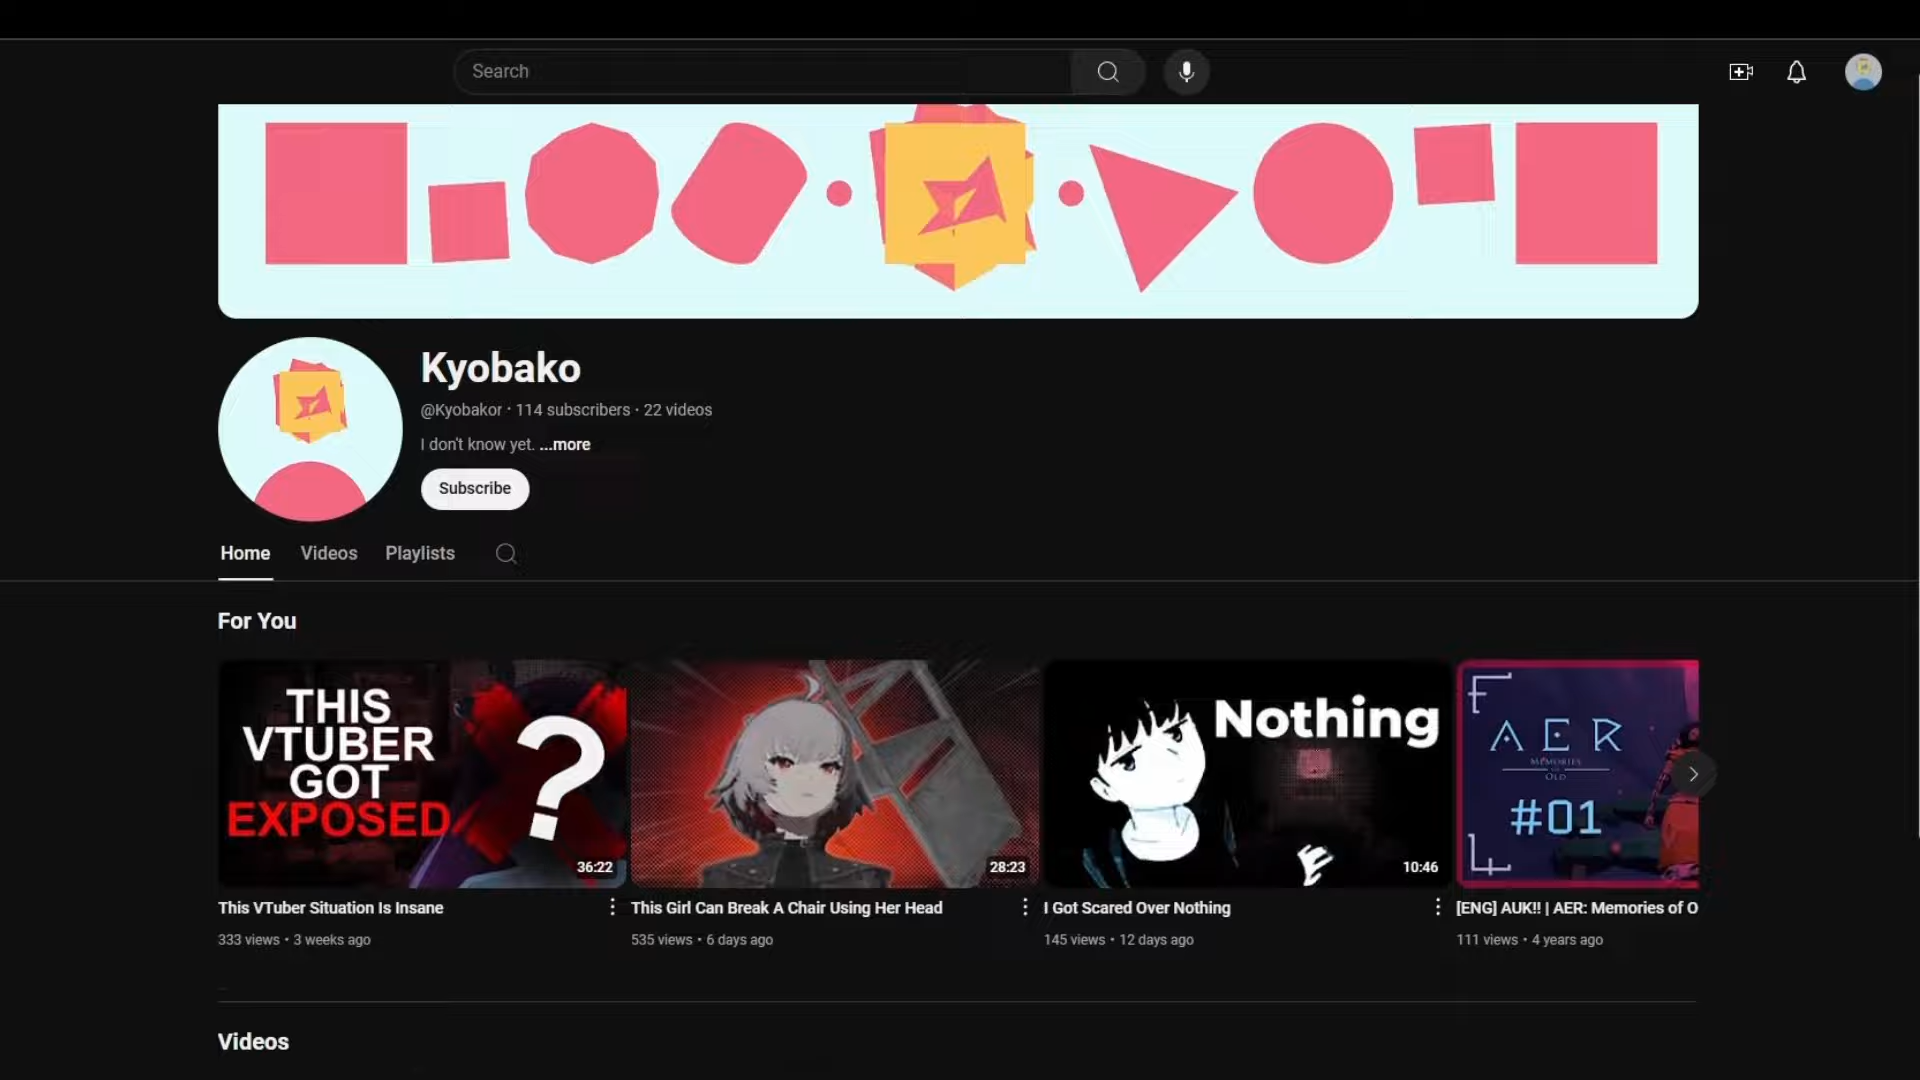 Search
Kyobako
@Kyobakor · 114 subscribers · 22 videos
I don't know yet. ...more
Subscribe
Home Videos Playlists
For You
THIS
VTUBER
GOT
EXPOSED
?
36:22
28:23
Nothing
10:46
AER
MEMORIES
OLD
#01
This VTuber Situation Is Insane
333 views · 3 weeks ago
This Girl Can Break A Chair Using Her Head
535 views · 6 days ago
I Got Scared Over Nothing
145 views · 12 days ago
[ENG] AUK!! | AER: Memories of O
111 views · 4 years ago
Videos